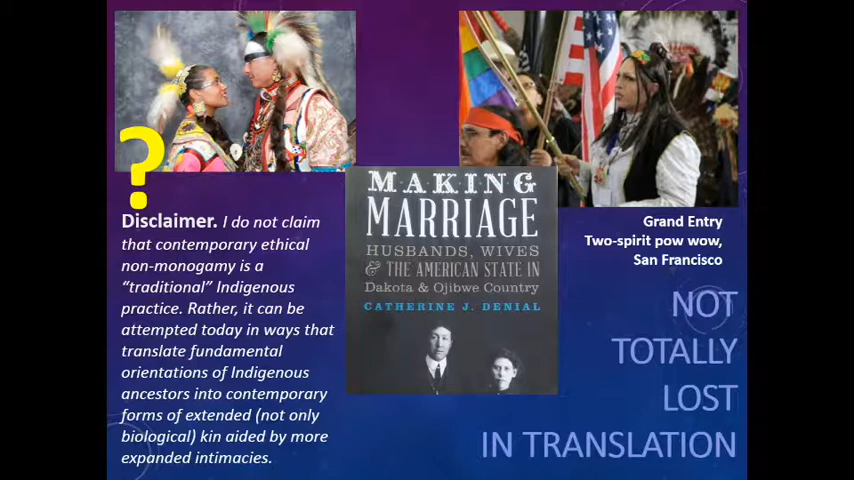 ?
Disclaimer. I do not claim
that contemporary ethical
non-monogamy is a
“traditional” Indigenous
practice. Rather, it can be
attempted today in ways that
translate fundamental
orientations of Indigenous
ancestors into contemporary
forms of extended (not only
biological) kin aided by more
expanded intimacies.
MAKING
MARRIAGE
HUSBANDS, WIVES
& THE AMERICAN STATE IN
Dakota & Ojibwe Country
CATHERINE J. DENIAL
Grand Entry
Two-spirit pow wow,
San Francisco
NOT
TOTALLY
LOST
IN TRANSLATION